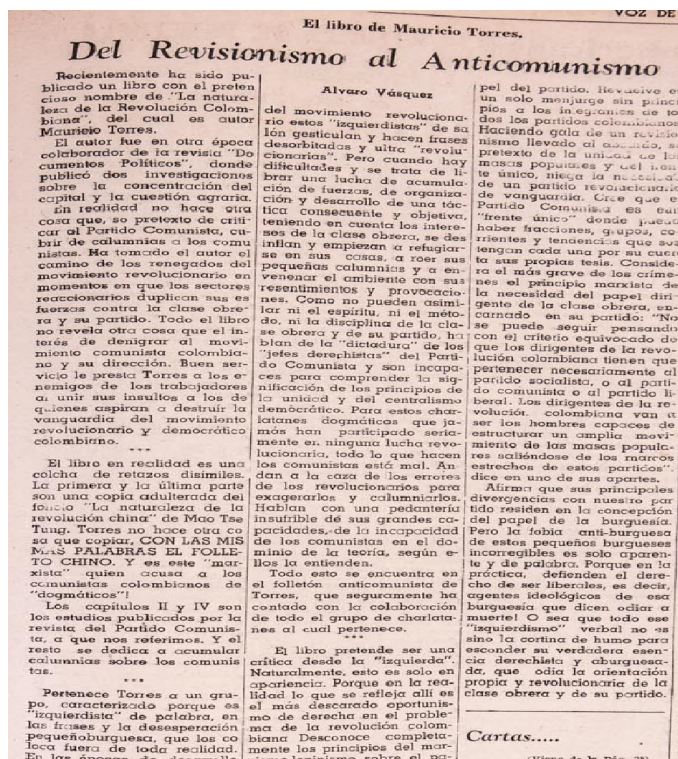 VOZ DE
El libro de Mauricio Torres.
Del Revisionismo al Anticomunismo
Recientemente ha sido pu-
blicado un libro con el preten
cioso nombre de "La natura-
leza de la Revolución Colom-
biana", del cual es autor
Mauricio Torres.
El autor fue en otra época
colaborador de la revista "Do
cumentos Políticos", donde
publicó dos investigaciones
sobre la concentración del
capital y la cuestión agraria.
En realidad no hace otra
cosa que, so pretexto de criti-
car al Partido Comunista, cu-
brir de calumnias a los comu
nistas. Ha tomado el autor el
camino de los renegados del
movimiento revolucionario en
momentos en que los sectores
reaccionarios duplican sus es
fuerzas contra la clase obre-
ra y su partido. Todo el libro
no revela otra cosa que el in-
terés de denigrar al movi-
miento comunista colombia-
no y su dirección. Buen ser-
vicio le presta Torres a los e-
nemigos de los trabajadores
al unir sus insultos a los de
quienes aspiran a destruír la
vanguardia del movimiento
revolucionario y democrático
colombiano.
***
El libro en realidad es una
colcha de retazos disímiles.
La primera y la última parte
son una copia adulterada del
"La naturaleza de la
revolución china" de Mao Tse
Tung. Torres no hace otra co
sa que copiar, CON LAS MIS
MAS PALABRAS EL FOLLE-
TO CHINO. Y es este "mar-
xista" quien acusa a los
comunistas colombianos de
"dogmáticos"!
Los capítulos II y IV son
los estudios publicados por la
revista del Partido Comunis-
ta, a que nos referimos. Y el
resto se dedica a acumular
calumnias sobre los comunis
tas.
***
Pertenece Torres a un gru-
po, caracterizado porque es
"izquierdista" de palabra, en
las frases y la desesperación
pequeñoburguesa, que los co
loca fuera de toda realidad.
En las épocas de desarrollo
Alvaro Vásquez
del movimiento revoluciona-
rio estos "izquierdistas" de sa
lón gesticulan y hacen frases
desorbitadas y ultra "revolu-
cionarias". Pero cuando hay
dificultades y se trata de li-
brar una lucha de acumula-
ción de fuerzas, de organiza-
ción y desarrollo de una tác-
tica consecuente y objetiva,
teniendo en cuenta los intere-
ses de la clase obrera, se des
inflan y empiezan a refugiar-
se en sus casas, a roer sus
pequeñas calumnias y a en-
venenar el ambiente con sus
resentimientos y provocacio-
nes. Como no pueden asimi-
lar ni el espíritu, ni el méto-
do, ni la disciplina de la cla-
se obrera y de su partido, ha
blan de la "dictadura" de los
"jefes derechistas" del Parti-
do Comunista y son incapa-
ces para comprender la sig-
nificación de los principios de
la unidad y del centralismo
democrático. Para estos char-
latanes dogmáticos que ja-
más han participado seria-
mente en ninguna lucha revo-
lucionaria, todo lo que hacen
los comunistas está mal. An-
dan a la caza de los errores
de los revolucionarios para
exagerarlos y calumniarlos.
Hablan con una pedantería
insufrible de sus grandes ca-
pacidades, de la incapacidad
de los comunistas en el do-
minio de la teoría, según e-
llos la entienden.
Todo esto se encuentra en
el folletón anticomunista de
Torres, que seguramente ha
contado con la colaboración
de todo el grupo de charlata-
nes al cual pertenece.
***
El libro pretende ser una
crítica desde la "izquierda".
Naturalmente, esto es solo en
apariencia. Porque en la rea-
lidad lo que se refleja allí es
el más descarado oportunis-
mo de derecha en el proble-
ma de la revolución colom-
biana Desconoce completa-
mente los principios del mar-
xismo-leninismo sobre el pa-
pel del partido. Revuelve en
un solo menjurge sin princi
pios a los integrantes de to
dos los partidos colombianos
Haciendo gala de un revisio
nismo llevado al absurdo, so
pretexto de la unidad de las
masas populares y del fren
te único, niega la necesidad
de un partido revolucionario
de vanguardia. Cree que el
Partido Comunista es un
"frente único" donde puede
haber fracciones, grupos, co
rrientes y tendencias que sos
tengan cada una por su cuen
ta sus propias tesis. Conside-
ra el más grave de los críme-
nes el principio marxista de
la necesidad del papel diri-
gente de la clase obrera, en-
carnado en su partido: "No
se puede seguir pensando
con el criterio equivocado de
que los dirigentes de la revo-
lución colombiana tienen que
pertenecer necesariamente al
partido socialista, o al parti-
do comunista o al partido li-
beral. Los dirigentes de la re-
volución colombiana van a
ser los hombres capaces de
estructurar un amplio movi-
miento de las masas popula-
res saliéndose de los marcos
estrechos de estos partidos".
dice en uno de sus apartes.
Afirma que sus principales
divergencias con nuestro par
tido residen en la concepción
del papel de la burguesía.
Pero la fobia anti-burguesa
de estos pequeños burgueses
incorregibles es solo aparen-
te y de palabra. Porque en la
práctica, defienden el dere-
cho de ser liberales, es decir,
agentes ideológicos de esa
burguesía que dicen odiar a
muerte! O sea que todo ese
"izquierdismo" verbal no es
sino la cortina de humo para
esconder su verdadera esen-
cia derechista y aburguesa-
da, que odia la orientación
propia y revolucionaria de la
clase obrera y de su partido.
Cartas.....